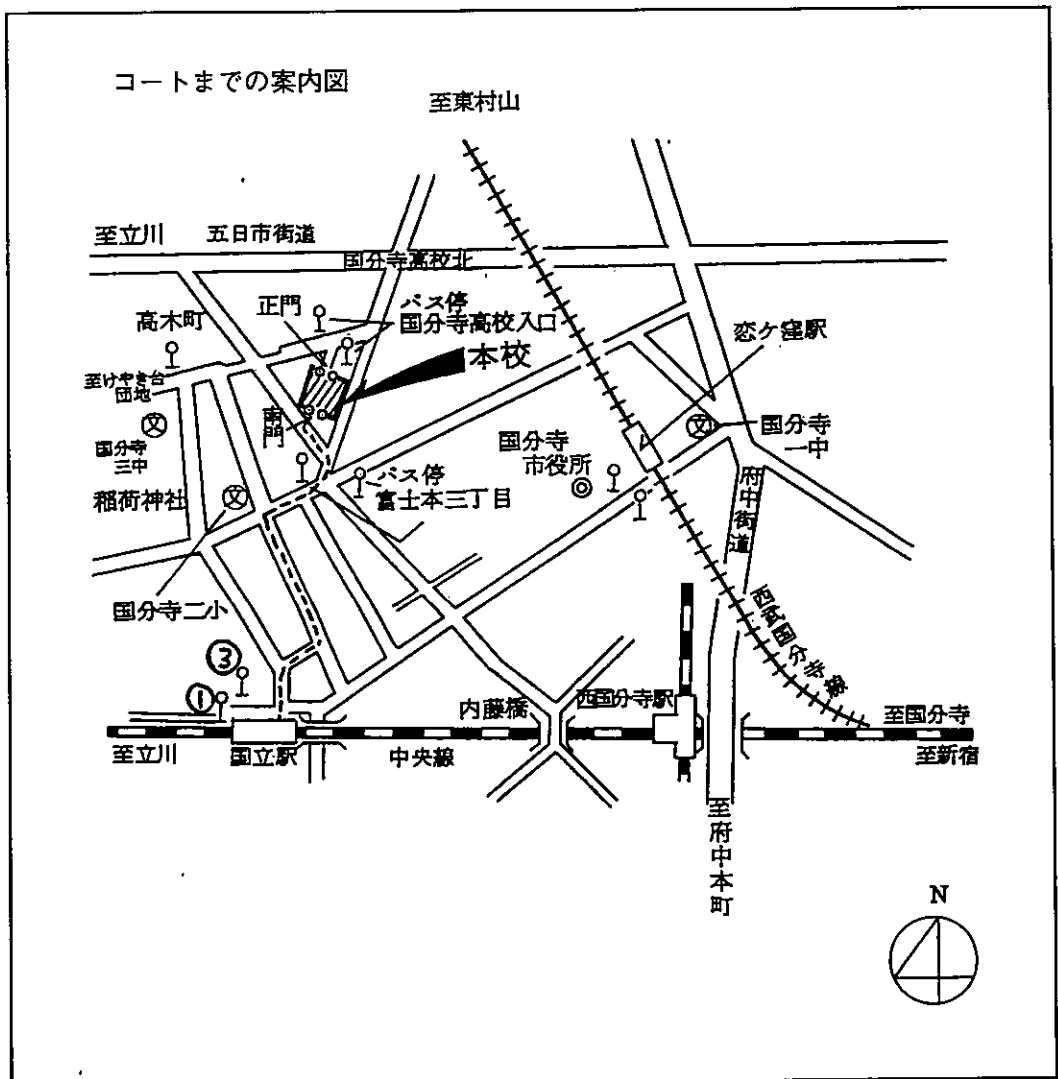 コートまでの案内図
至東村山
至立川
五日市街道
国分寺高校北
正門
バス停
国分寺高校入口
高木町
本校
恋ケ窪駅
至けやき台
団地
文
国分寺
三中
南門
国分寺
市役所
文
国分寺
一中
稲荷神社
文
バス停
富士本三丁目
府中街道
国分寺二小
西武国分寺線
③
①
内藤橋
西国分寺駅
至国分寺
至立川
国立駅
中央線
至新宿
至府中本町
N